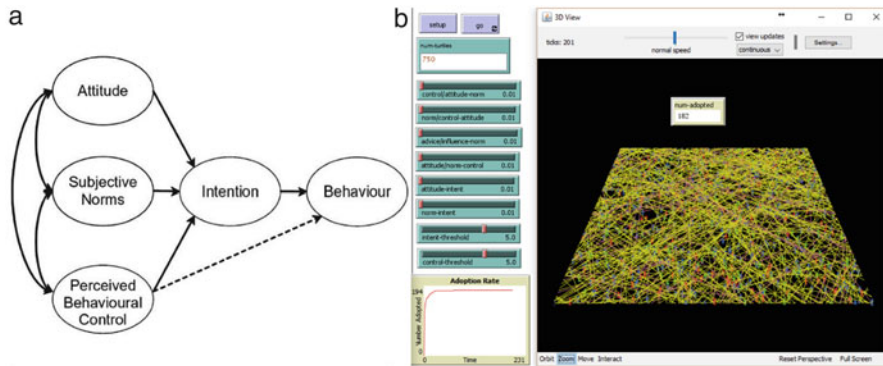 a
Attitude
Subjective
Norms
Perceived
Behavioural
Control
Intention
Behaviour
b
setup
go
num-turtles
750
control/attitude-norm 0.01
norm/control-attitude 0.01
advice/influence-norm 0.01
attitude/norm-control 0.01
attitude-intent 0.01
norm-intent 0.01
intent-threshold 5.0
control-threshold 5.0
Adoption Rate
194
Number Adopted
0
0 Time 231
3D View
ticks: 201
normal speed
view updates
continuous
Settings...
num-adopted
182
Orbit Zoom Move Interact Reset Perspective Full Screen